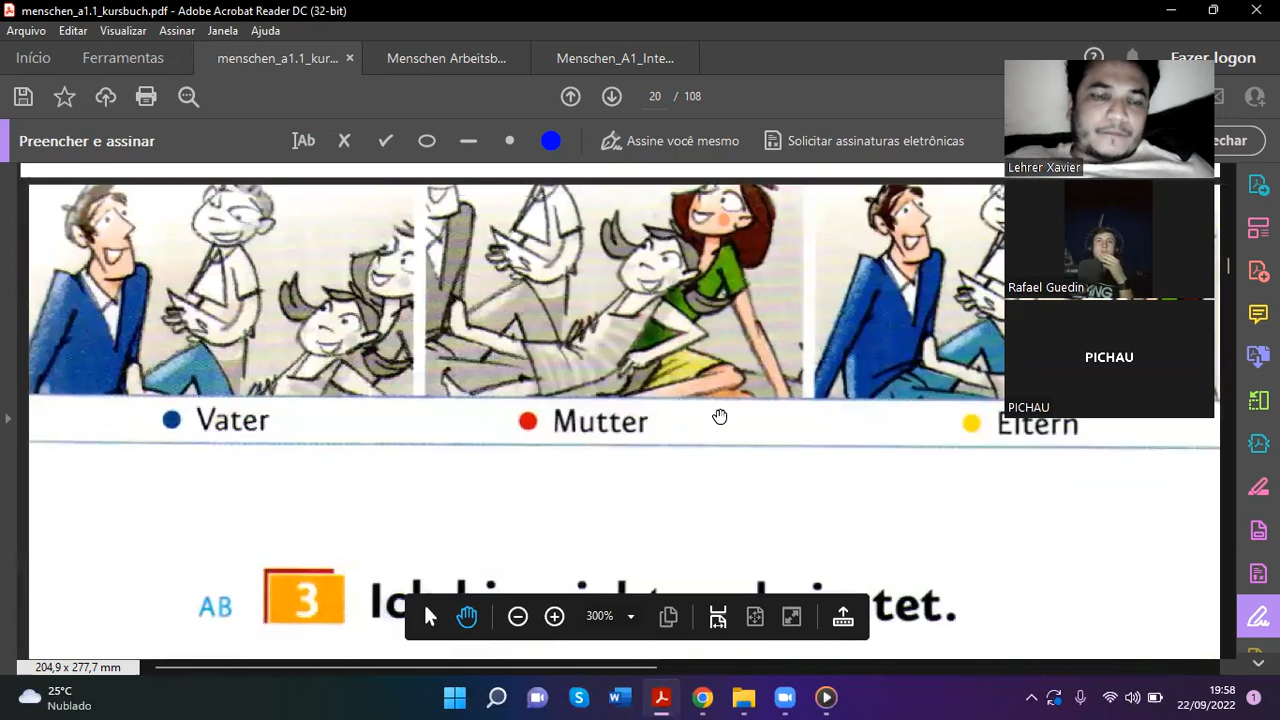 menschen_a1.1_kursbuch.pdf - Adobe Acrobat Reader DC (32-bit)
Arquivo Editar Visualizar Assinar Janela Ajuda
Início Ferramentas menschen_a1.1_kur... × Menschen Arbeitsb... Menschen_A1_Inte... Fazer logon
20 / 108
Preencher e assinar Assine você mesmo Solicitar assinaturas eletrônicas
Lehrer Xavier
Rafael Guedin
PICHAU
PICHAU
Vater Mutter Eltern
AB 3
300%
204,9 x 277,7 mm
25°C
Nublado
19:58
22/09/2022
1